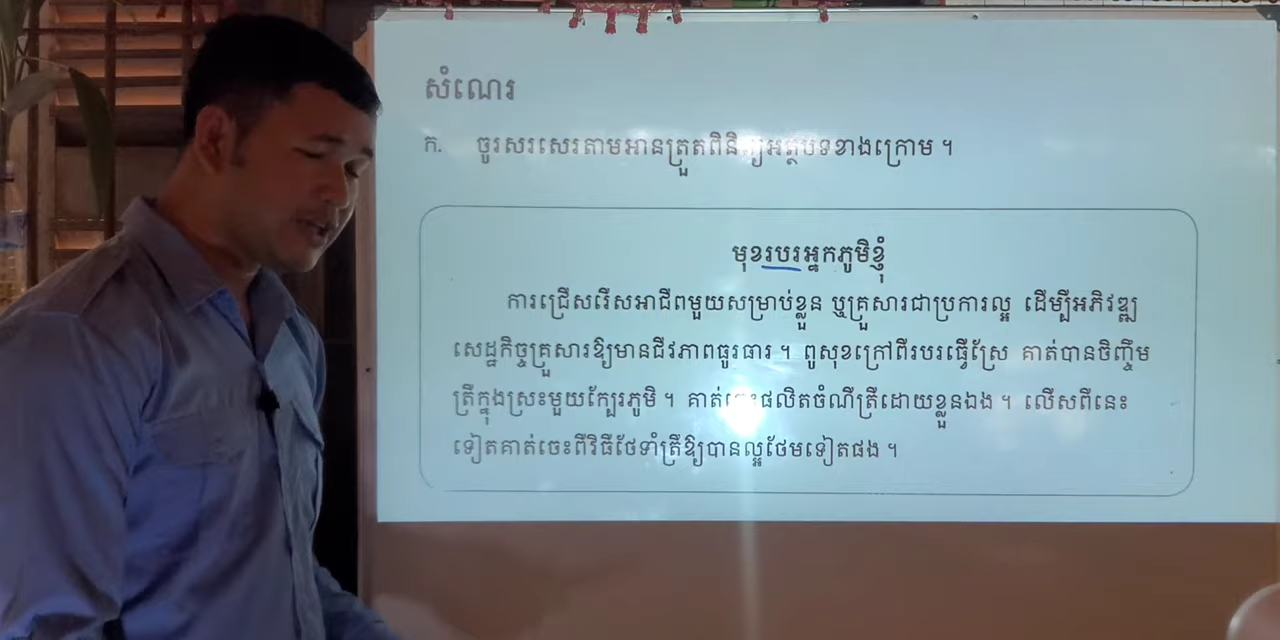 សំណេរ
ក. ចូរសរសេរតាមអានត្រួតពិនិត្យអត្ថបទខាងក្រោម ។
មុខរបរអ្នកភូមិខ្ញុំ
ការជ្រើសរើសអាជីពមួយសម្រាប់ខ្លួន ឬគ្រួសារជាប្រការល្អ ដើម្បីអភិវឌ្ឍ
សេដ្ឋកិច្ចគ្រួសារឱ្យមានជីវភាពធូរធារ ។ ពូសុខក្រៅពីរបរធ្វើស្រែ គាត់បានចិញ្ចឹម
ត្រីក្នុងស្រះមួយក្បែរភូមិ ។ គាត់ចេះផលិតចំណីត្រីដោយខ្លួនឯង ។ លើសពីនេះ
ទៀតគាត់ចេះពីវិធីថែទាំត្រីឱ្យបានល្អថែមទៀតផង ។